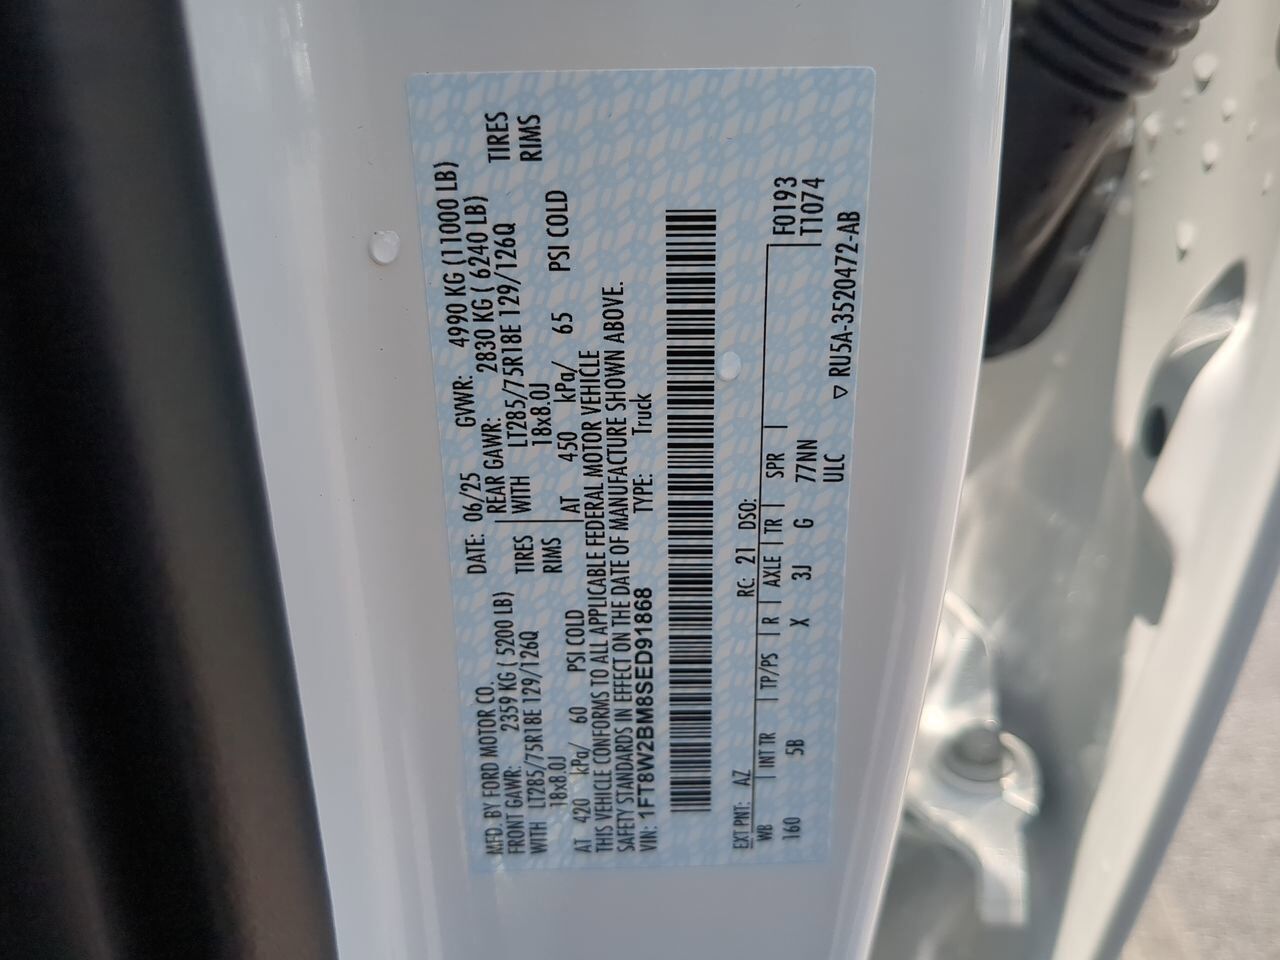 MFD. BY FORD MOTOR CO.
DATE: 06/25 GVWR: 4990 KG (11000 LB)
FRONT GAWR: 2359 KG ( 5200 LB) REAR GAWR: 2830 KG ( 6240 LB)
WITH LT285/75R18E 129/126Q TIRES WITH LT285/75R18E 129/126Q TIRES
18x8.0J RIMS 18x8.0J RIMS
AT 420 kPa/ 60 PSI COLD AT 450 kPa/ 65 PSI COLD
THIS VEHICLE CONFORMS TO ALL APPLICABLE FEDERAL MOTOR VEHICLE
SAFETY STANDARDS IN EFFECT ON THE DATE OF MANUFACTURE SHOWN ABOVE.
VIN: 1FT8W2BM8SED91868 TYPE: Truck
EXT PNT: AZ RC: 21 DSO:
WB INT TR TP/PS R AXLE TR SPR F0193
160 5B X 3J G 77NN T1074
ULC
▽ RU5A-3520472-AB